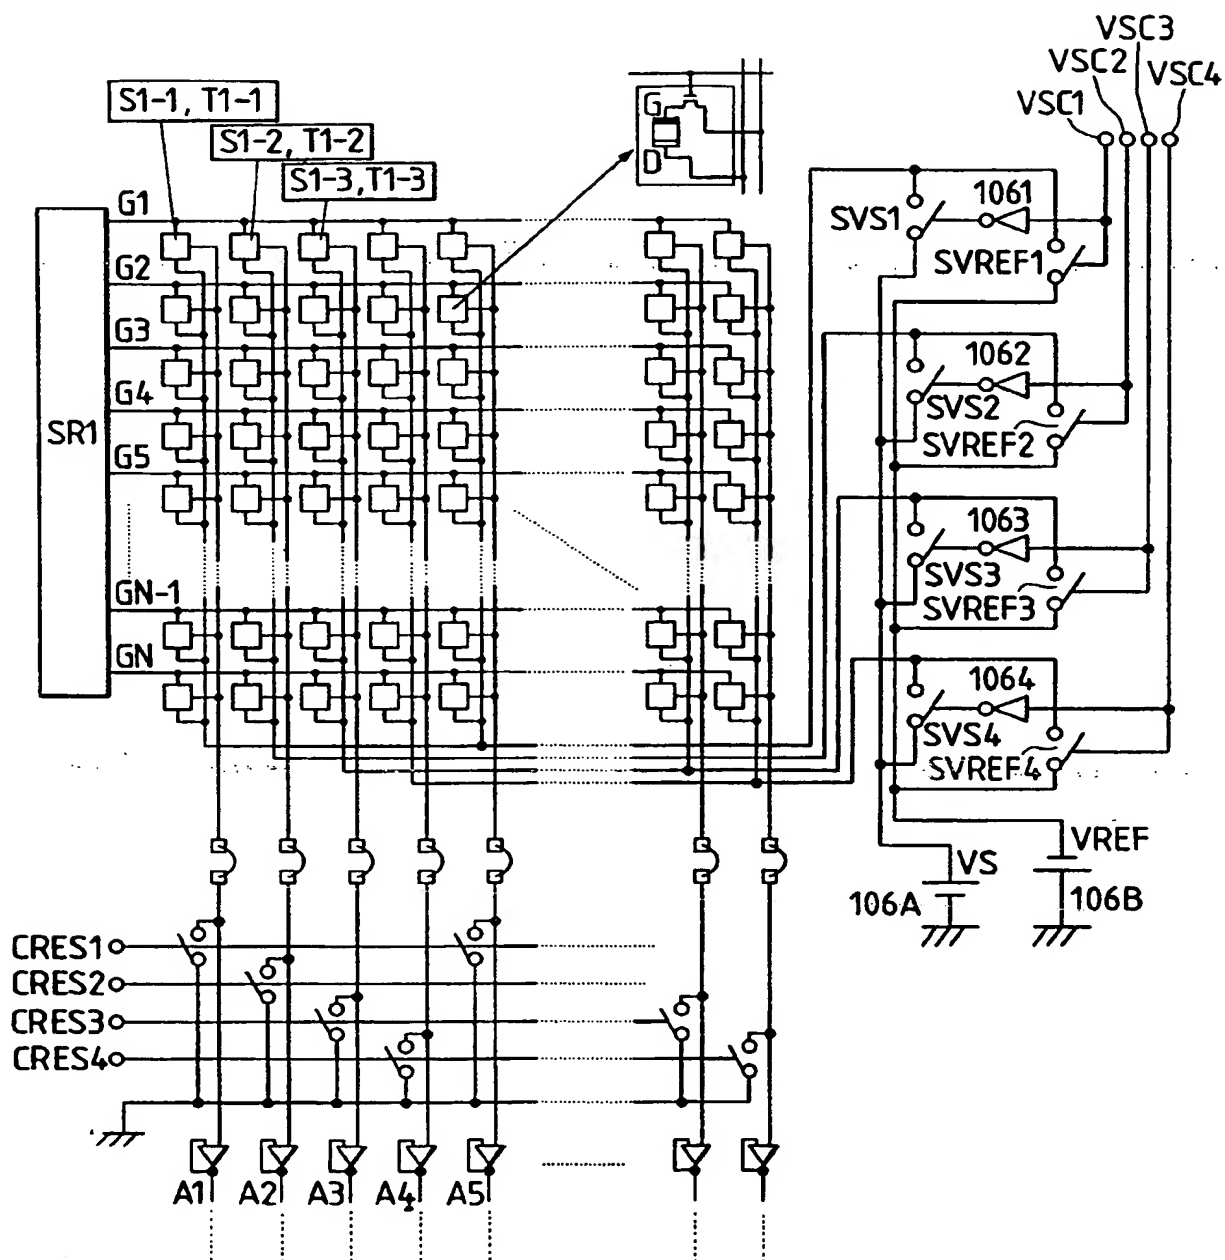 VSC3
VSC2
VSC4
VSC1
S1-1, T1-1
S1-2, T1-2
S1-3,T1-3
G
D
G1
G2
G3
G4
G5
GN-1
GN
SR1
1061
SVS1
SVREF1
1062
SVS2
SVREF2
1063
SVS3
SVREF3
1064
SVS4
SVREF4
VS
VREF
106A
106B
CRES1
CRES2
CRES3
CRES4
A1
A2
A3
A4
A5